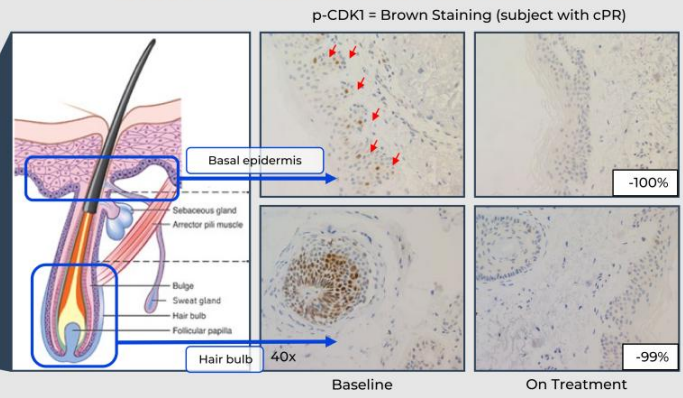 p-CDK1 = Brown Staining (subject with cPR)
Basal epidermis
Sebaceous gland
Arrector pili muscle
Bulge
Sweat gland
Hair bulb
Follicular papilla
Hair bulb
40x
-100%
-99%
Baseline
On Treatment